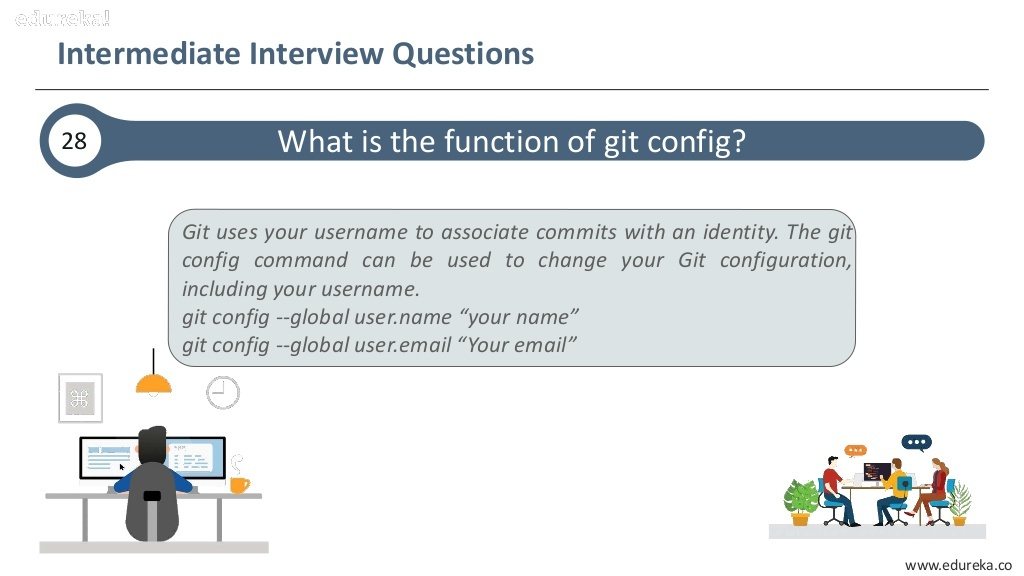 edureka!
Intermediate Interview Questions
28
What is the function of git config?
Git uses your username to associate commits with an identity. The git
config command can be used to change your Git configuration,
including your username.
git config --global user.name “your name”
git config --global user.email “Your email”
www.edureka.co